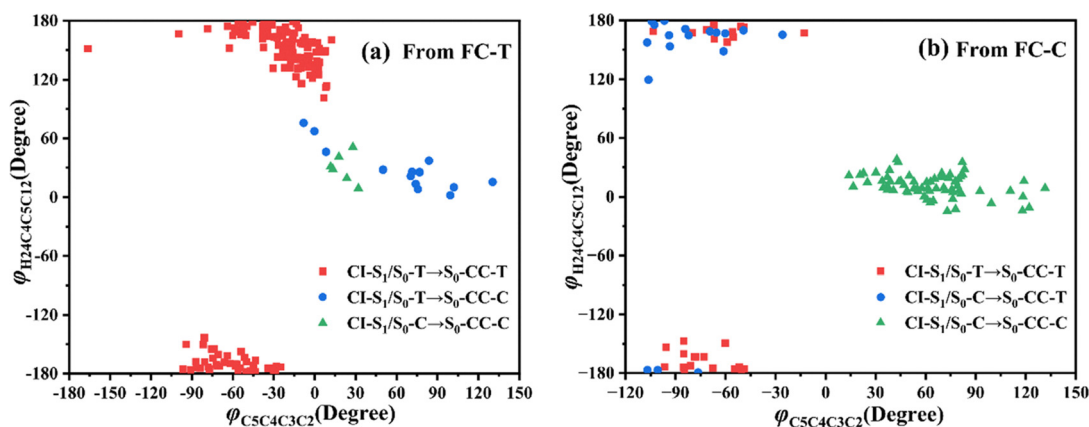 (a) From FC-T
φH24C4C5C12(Degree)
180
120
60
0
-60
-120
-180
CI-S1/S0-T→S0-CC-T
CI-S1/S0-T→S0-CC-C
CI-S1/S0-C→S0-CC-C
-180 -150 -120 -90 -60 -30 0 30 60 90 120 150
φC5C4C3C2(Degree)
(b) From FC-C
φH24C4C4C5C12(Degree)
180
120
60
0
−60
−120
−180
CI-S1/S0-T→S0-CC-T
CI-S1/S0-C→S0-CC-T
CI-S1/S0-C→S0-CC-C
−120 −90 −60 −30 0 30 60 90 120 150
φC5C4C3C2(Degree)